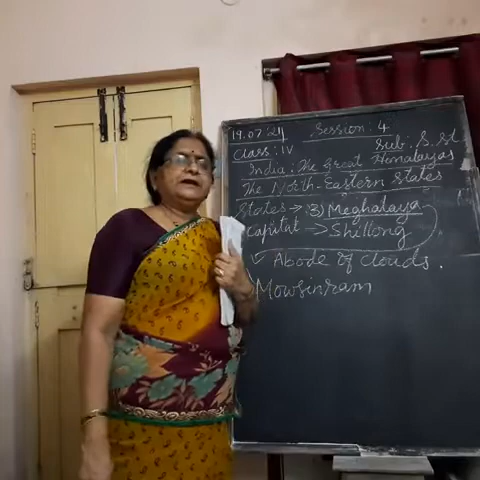 19.07.21 Session: 4
Class: IV Sub: S.St
India: The Great Himalayas
The North-Eastern States
States → 3) Meghalaya
Capital → Shillong
✓ Abode of Clouds.
Mowsinram